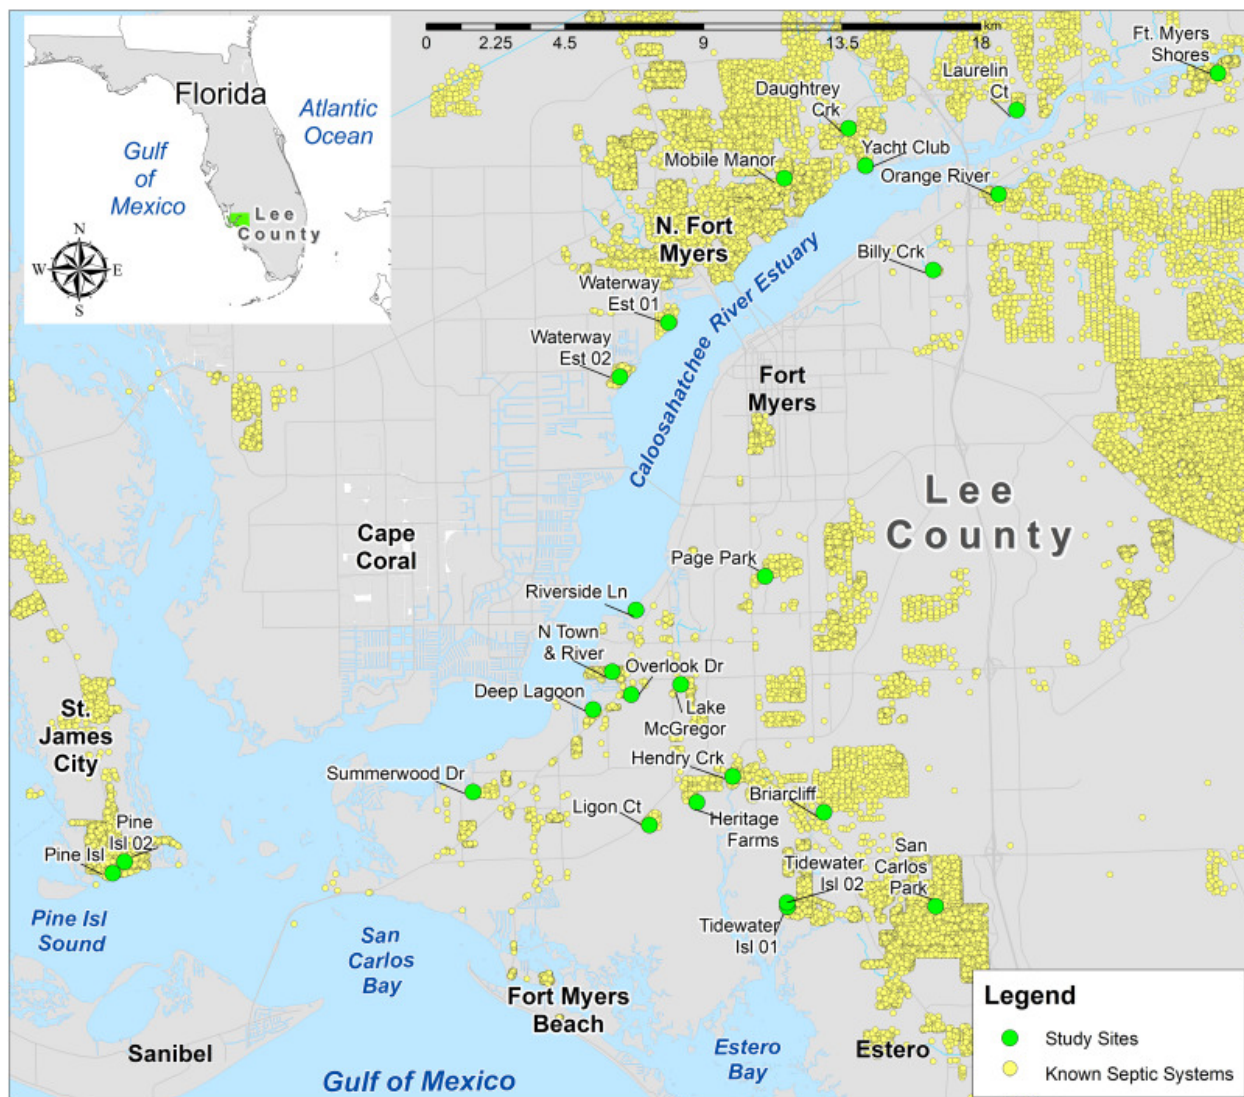 km
0
2.25
4.5
9
13.5
18
Florida
Atlantic
Ocean
Gulf
of
Mexico
Lee
County
N
W
E
S
Ft. Myers
Shores
Laurelin
Ct
Daughtrey
Crk
Yacht Club
Mobile Manor
Orange River
N. Fort
Myers
Billy Crk
Caloosahatchee River Estuary
Waterway
Est 01
Waterway
Est 02
Fort
Myers
Lee
County
Cape
Coral
Page Park
Riverside Ln
N Town
& River
Overlook Dr
Deep Lagoon
Lake
McGregor
St.
James
City
Hendry Crk
Summerwood Dr
Briarcliff
Ligon Ct
Heritage
Farms
Pine
Isl 02
Pine Isl
San
Carlos
Park
Tidewater
Isl 02
Tidewater
Isl 01
Pine Isl
Sound
San
Carlos
Bay
Fort Myers
Beach
Sanibel
Gulf of Mexico
Estero
Bay
Estero
Legend
Study Sites
Known Septic Systems